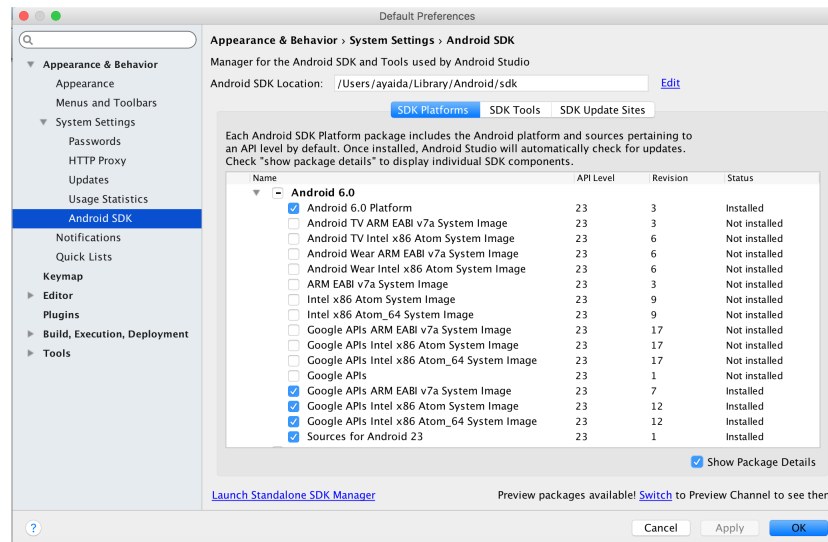 Default Preferences
Appearance & Behavior › System Settings › Android SDK
Manager for the Android SDK and Tools used by Android Studio
Android SDK Location: /Users/ayaida/Library/Android/sdk Edit
Appearance & Behavior
Appearance
Menus and Toolbars
System Settings
Passwords
HTTP Proxy
Updates
Usage Statistics
Android SDK
Notifications
Quick Lists
Keymap
Editor
Plugins
Build, Execution, Deployment
Tools
SDK Platforms SDK Tools SDK Update Sites
Each Android SDK Platform package includes the Android platform and sources pertaining to
an API level by default. Once installed, Android Studio will automatically check for updates.
Check "show package details" to display individual SDK components.
Name API Level Revision Status
Android 6.0
Android 6.0 Platform 23 3 Installed
Android TV ARM EABI v7a System Image 23 3 Not installed
Android TV Intel x86 Atom System Image 23 6 Not installed
Android Wear ARM EABI v7a System Image 23 6 Not installed
Android Wear Intel x86 Atom System Image 23 6 Not installed
ARM EABI v7a System Image 23 3 Not installed
Intel x86 Atom System Image 23 9 Not installed
Intel x86 Atom_64 System Image 23 9 Not installed
Google APIs ARM EABI v7a System Image 23 17 Not installed
Google APIs Intel x86 Atom System Image 23 17 Not installed
Google APIs Intel x86 Atom_64 System Image 23 17 Not installed
Google APIs 23 1 Not installed
Google APIs ARM EABI v7a System Image 23 7 Installed
Google APIs Intel x86 Atom System Image 23 12 Installed
Google APIs Intel x86 Atom_64 System Image 23 12 Installed
Sources for Android 23 23 1 Installed
Show Package Details
Launch Standalone SDK Manager Preview packages available! Switch to Preview Channel to see ther
? Cancel Apply OK